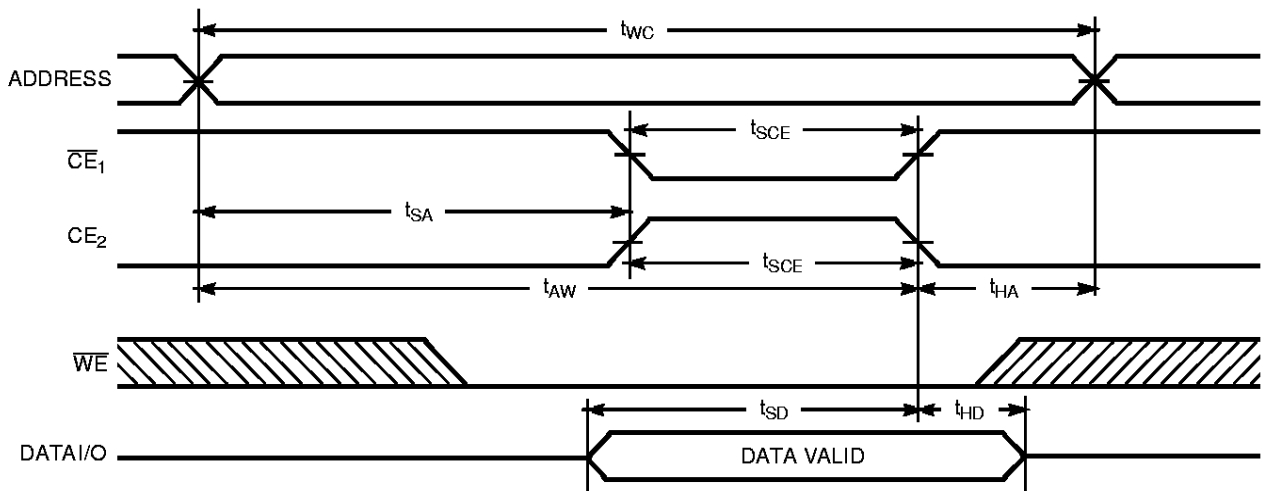 tWC
ADDRESS
tSCE
CE1
tSA
CE2
tSCE
tAW
tHA
WE
tSD
tHD
DATAI/O
DATA VALID